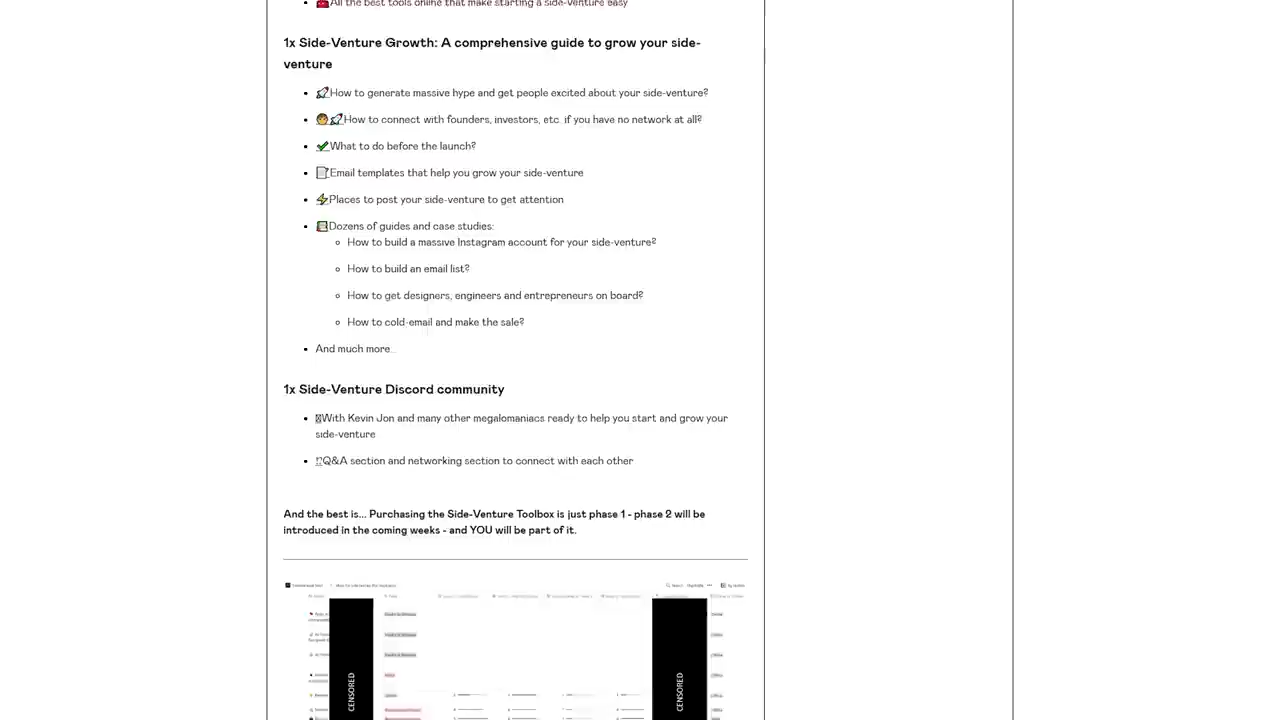 All the best tools online that make starting a side-venture easy
1x Side-Venture Growth: A comprehensive guide to grow your side-
venture
How to generate massive hype and get people excited about your side-venture?
How to connect with founders, investors, etc. if you have no network at all?
What to do before the launch?
Email templates that help you grow your side-venture
Places to post your side-venture to get attention
Dozens of guides and case studies:
How to build a massive Instagram account for your side-venture?
How to build an email list?
How to get designers, engineers and entrepreneurs on board?
How to cold-email and make the sale?
And much more...
1x Side-Venture Discord community
With Kevin Jon and many other megalomaniacs ready to help you start and grow your
side-venture
Q&A section and networking section to connect with each other
And the best is... Purchasing the Side-Venture Toolbox is just phase 1 - phase 2 will be
introduced in the coming weeks - and YOU will be part of it.
CENSORED
CENSORED